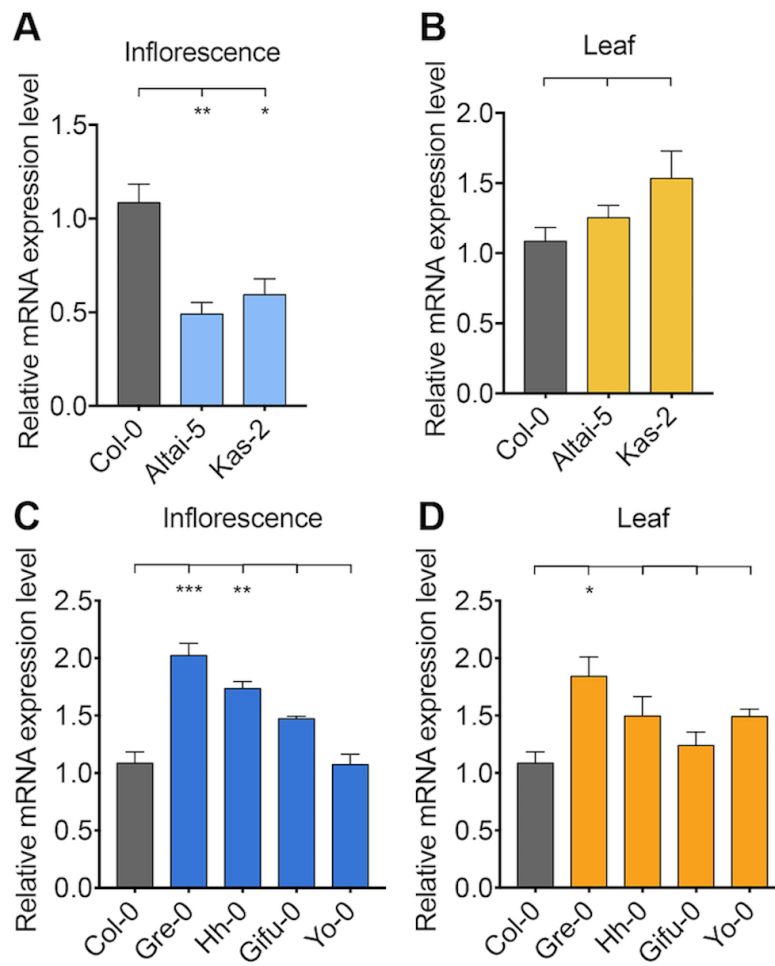 A
Inflorescence
** *
Relative mRNA expression level
1.5
1.0
0.5
0.0
Col-0
Altai-5
Kas-2
B
Leaf
Relative mRNA expression level
2.0
1.5
1.0
0.5
0.0
Col-0
Altai-5
Kas-2
C
Inflorescence
*** **
Relative mRNA expression level
2.5
2.0
1.5
1.0
0.5
0.0
Col-0
Gre-0
Hh-0
Gifu-0
Yo-0
D
Leaf
*
Relative mRNA expression level
2.5
2.0
1.5
1.0
0.5
0.0
Col-0
Gre-0
Hh-0
Gifu-0
Yo-0